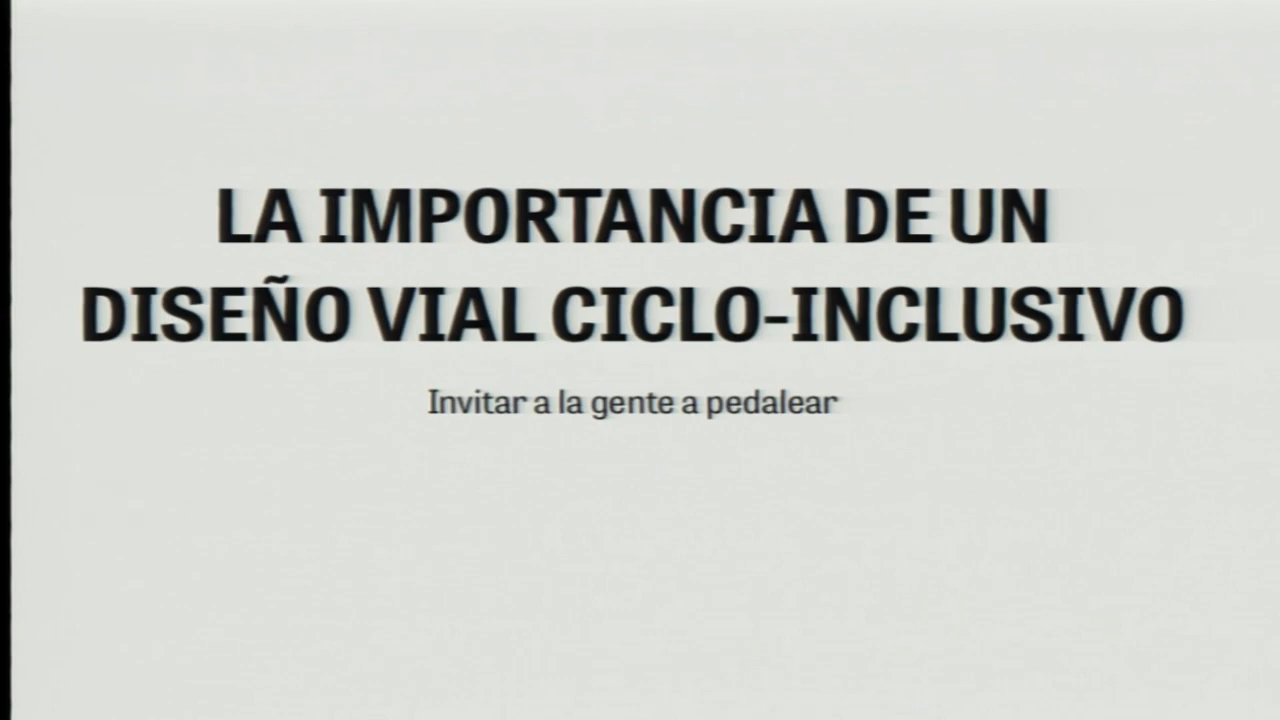 LA IMPORTANCIA DE UN
DISEÑO VIAL CICLO-INCLUSIVO
Invitar a la gente a pedalear